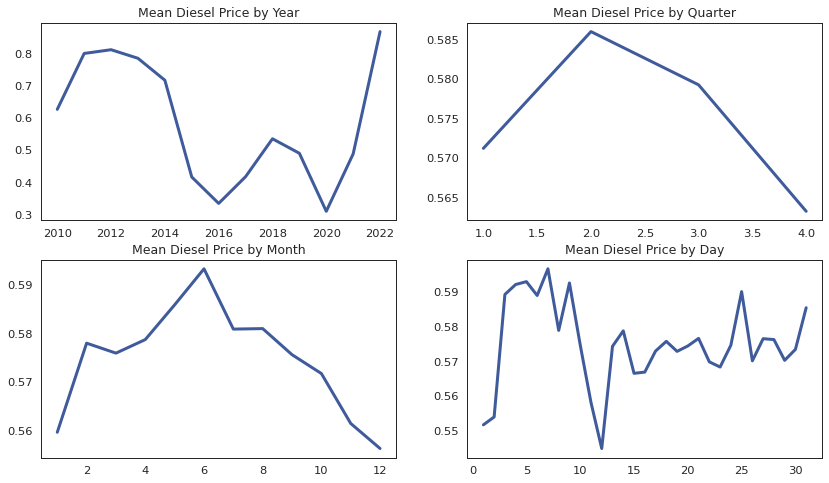 Mean Diesel Price by Year
0.8
0.7
0.6
0.5
0.4
0.3
2010 2012 2014 2016 2018 2020 2022
Mean Diesel Price by Quarter
0.585
0.580
0.575
0.570
0.565
1.0 1.5 2.0 2.5 3.0 3.5 4.0
Mean Diesel Price by Month
0.59
0.58
0.57
0.56
2 4 6 8 10 12
Mean Diesel Price by Day
0.59
0.58
0.57
0.56
0.55
0 5 10 15 20 25 30